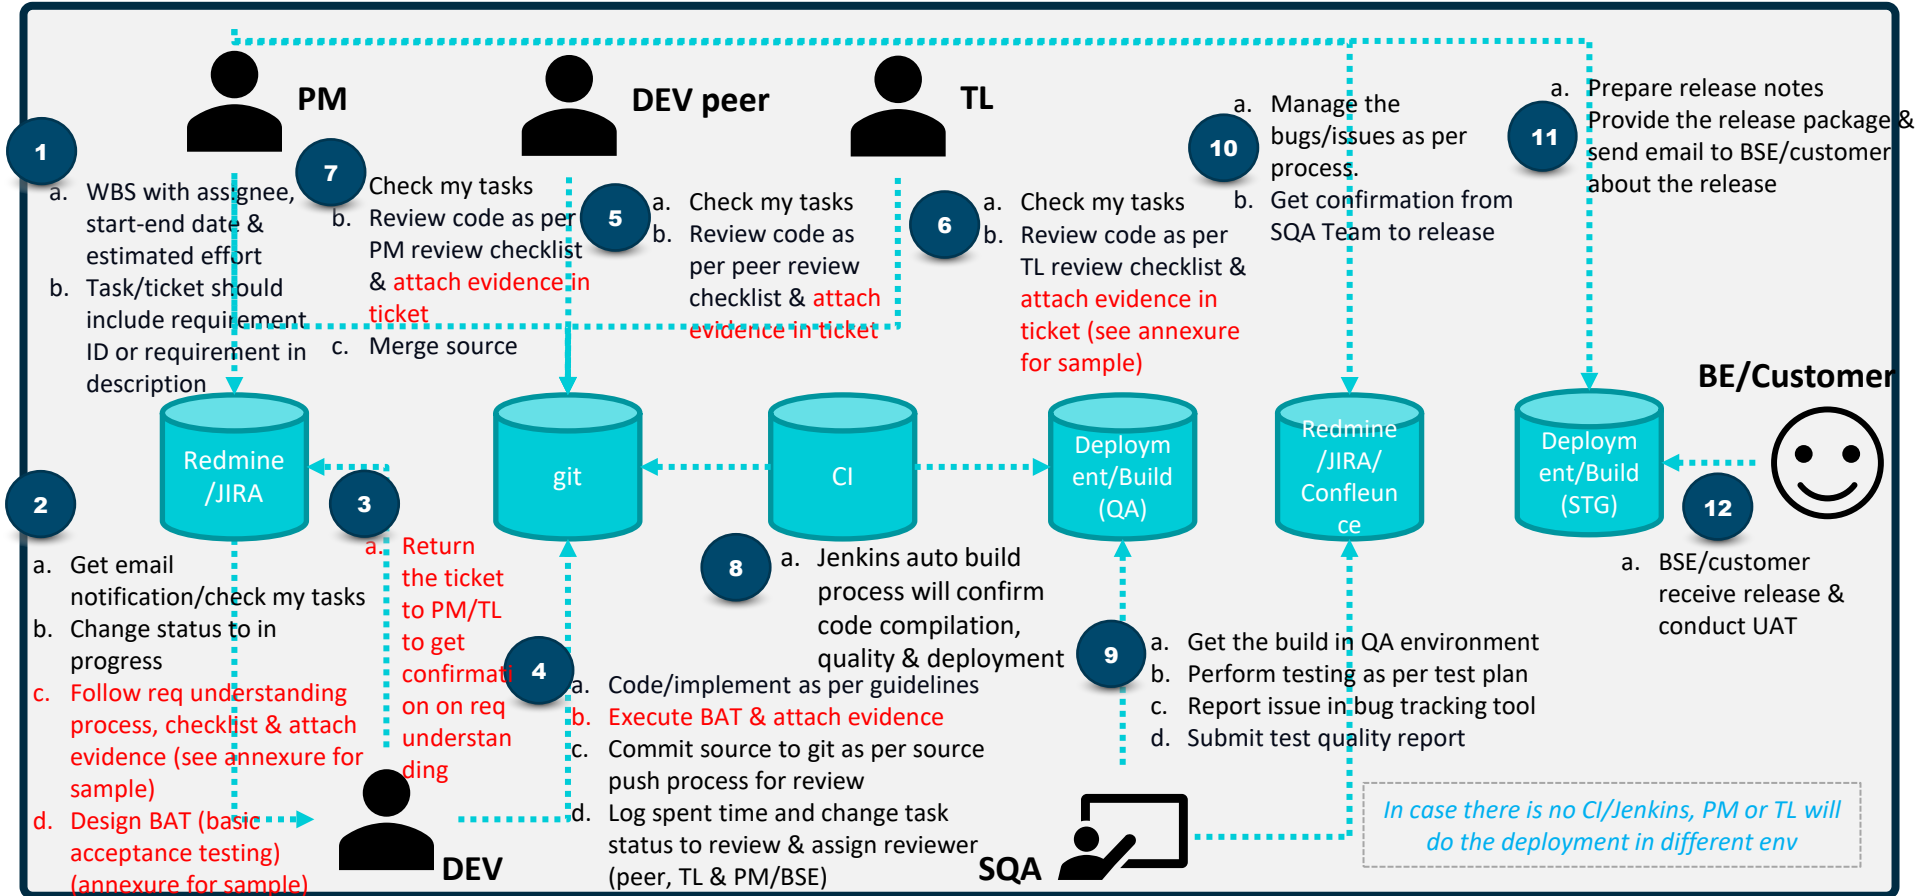 PM
DEV peer
TL
1
a. WBS with assignee,
start-end date &
estimated effort
b. Task/ticket should
include requirement
ID or requirement in
description
7
Check my tasks
b. Review code as per
PM review checklist
& attach evidence in
ticket
c. Merge source
5
a. Check my tasks
b. Review code as
per peer review
checklist & attach
evidence in ticket
6
a. Check my tasks
b. Review code as per
TL review checklist &
attach evidence in
ticket (see annexure
for sample)
10
a. Manage the
bugs/issues as per
process.
b. Get confirmation from
SQA Team to release
11
a. Prepare release notes
Provide the release package &
send email to BSE/customer
about the release
BE/Customer
Redmine
/JIRA
git
CI
Deploym
ent/Build
(QA)
Redmine
/JIRA/
Confleun
ce
Deploym
ent/Build
(STG)
2
a. Get email
notification/check my tasks
b. Change status to in
progress
c. Follow req understanding
process, checklist & attach
evidence (see annexure for
sample)
d. Design BAT (basic
acceptance testing)
(annexure for sample)
3
a. Return
the ticket
to PM/TL
to get
confirmati
on on req
understan
ding
DEV
4
a. Code/implement as per guidelines
b. Execute BAT & attach evidence
c. Commit source to git as per source
push process for review
d. Log spent time and change task
status to review & assign reviewer
(peer, TL & PM/BSE)
8
a. Jenkins auto build
process will confirm
code compilation,
quality & deployment
9
a. Get the build in QA environment
b. Perform testing as per test plan
c. Report issue in bug tracking tool
d. Submit test quality report
SQA
12
a. BSE/customer
receive release &
conduct UAT
In case there is no CI/Jenkins, PM or TL will
do the deployment in different env